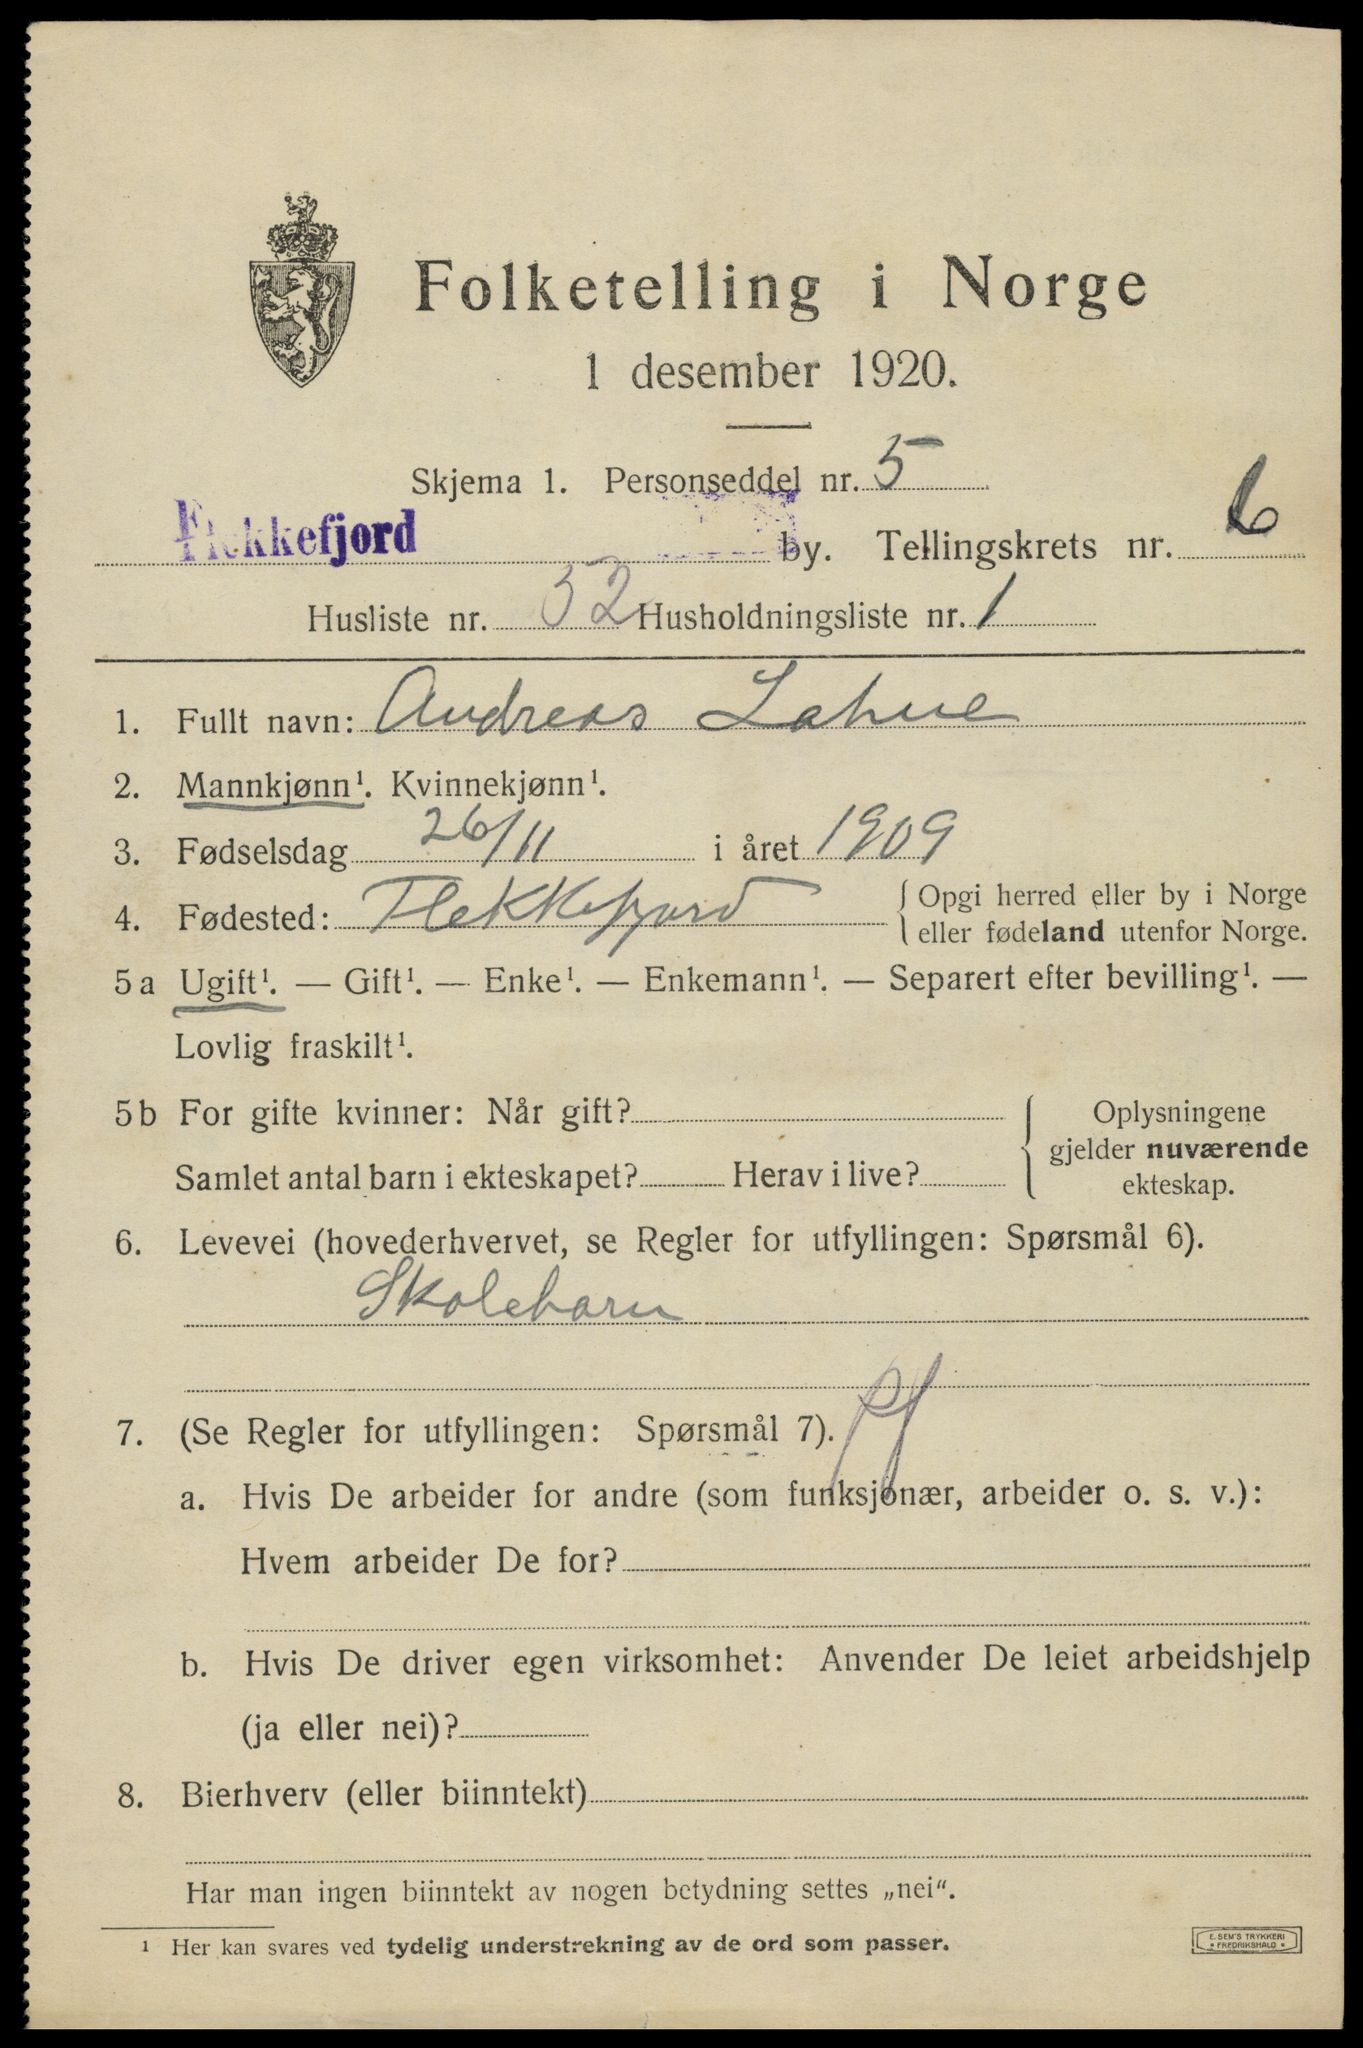 Folketelling i Norge
1 desember 1920.
Skjema 1. Personseddel nr. 5
Flekkefjord by. Tellingskrets nr. 6
Husliste nr. 52 Husholdningsliste nr. 1
1. Fullt navn: Andreas Lahue
2. Mannkjønn¹. Kvinnekjønn¹.
3. Fødselsdag 26/11 i året 1909
4. Fødested: Flekkefjord { Opgi herred eller by i Norge
eller fødeland utenfor Norge.
5 a Ugift¹. — Gift¹. — Enke¹. — Enkemann¹. — Separert efter bevilling¹. —
Lovlig fraskilt¹.
5 b For gifte kvinner: Når gift? { Oplysningene
gjelder nuværende
Samlet antal barn i ekteskapet? Herav i live? ekteskap.
6. Levevei (hovederhvervet, se Regler for utfyllingen: Spørsmål 6).
Skolebarn
pf
7. (Se Regler for utfyllingen: Spørsmål 7).
a. Hvis De arbeider for andre (som funksjonær, arbeider o. s. v.):
Hvem arbeider De for?
b. Hvis De driver egen virksomhet: Anvender De leiet arbeidshjelp
(ja eller nei)?
8. Bierhverv (eller biinntekt)
Har man ingen biinntekt av nogen betydning settes „nei“.
¹ Her kan svares ved tydelig understrekning av de ord som passer.
E. SEM'S TRYKKERI
• FREDRIKSHALD •